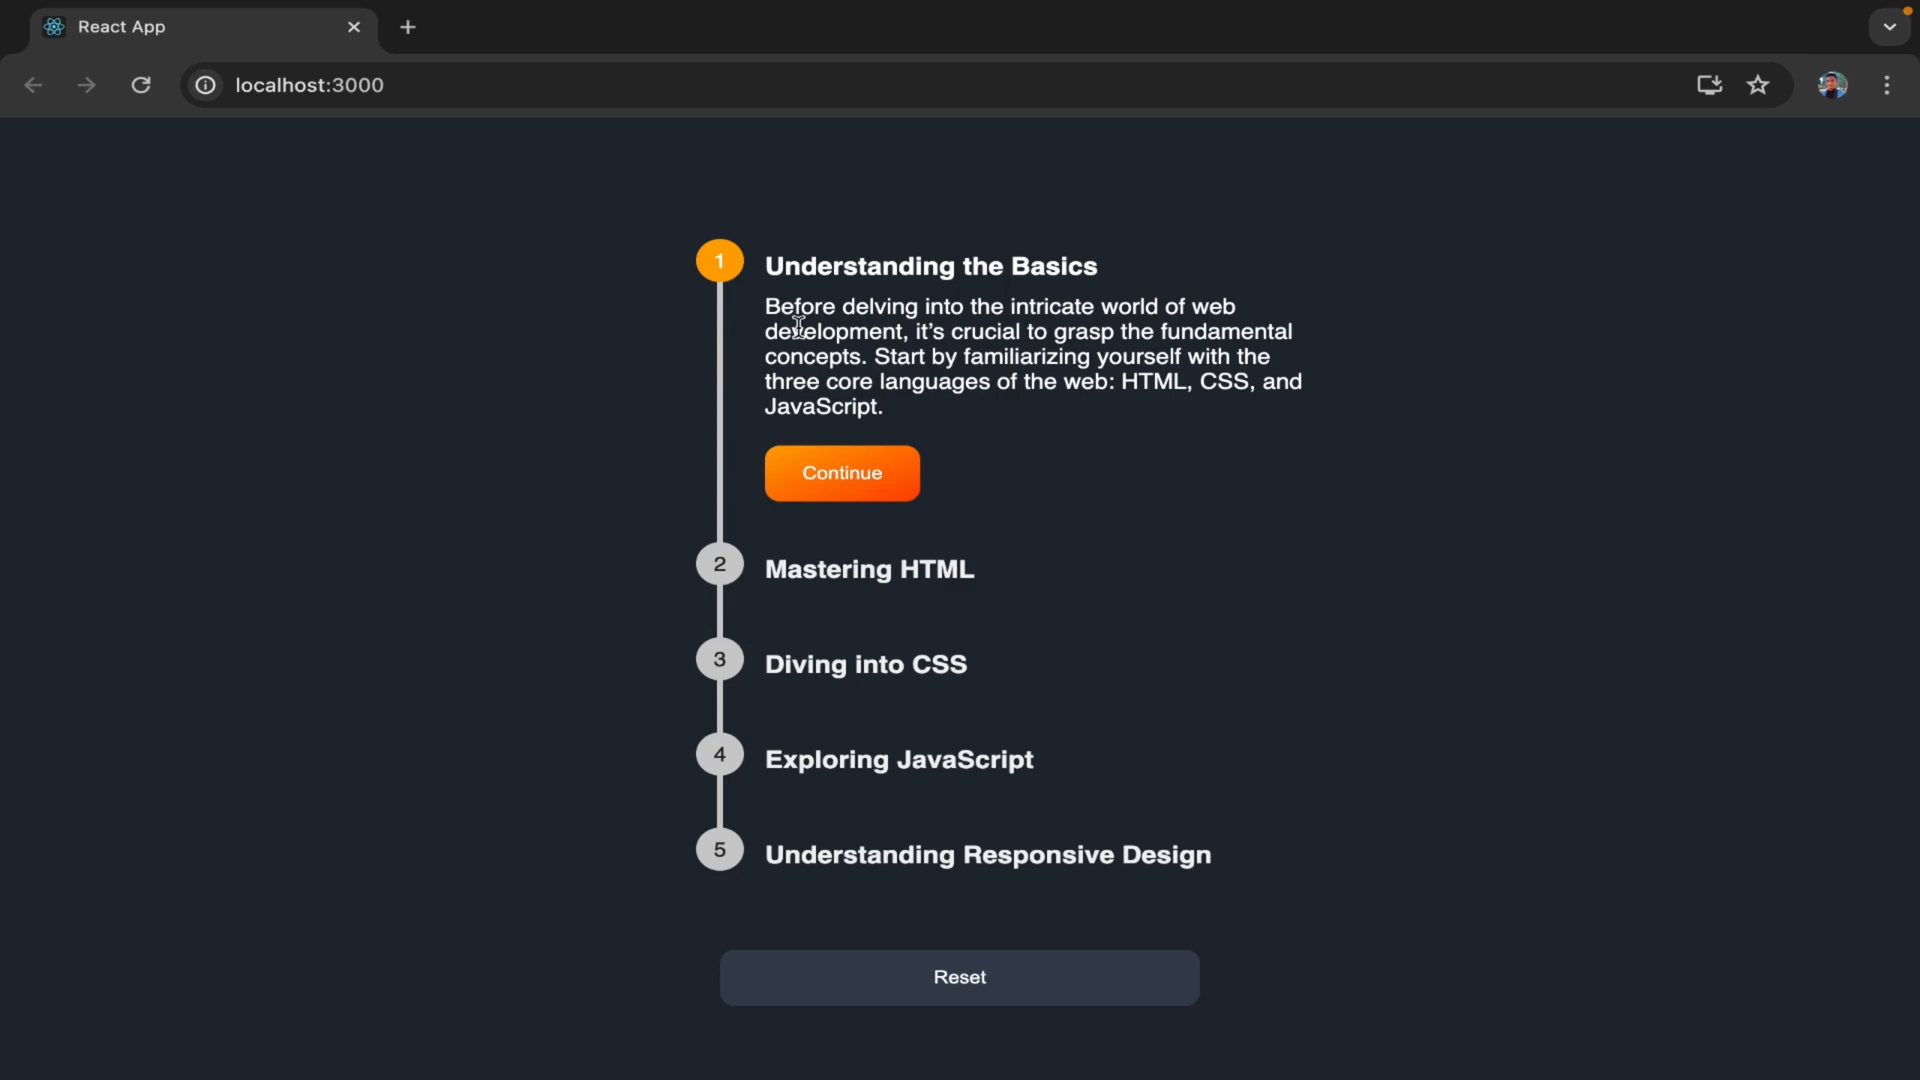 React App
localhost:3000
1
Understanding the Basics
Before delving into the intricate world of web
development, it’s crucial to grasp the fundamental
concepts. Start by familiarizing yourself with the
three core languages of the web: HTML, CSS, and
JavaScript.
Continue
2
Mastering HTML
3
Diving into CSS
4
Exploring JavaScript
5
Understanding Responsive Design
Reset